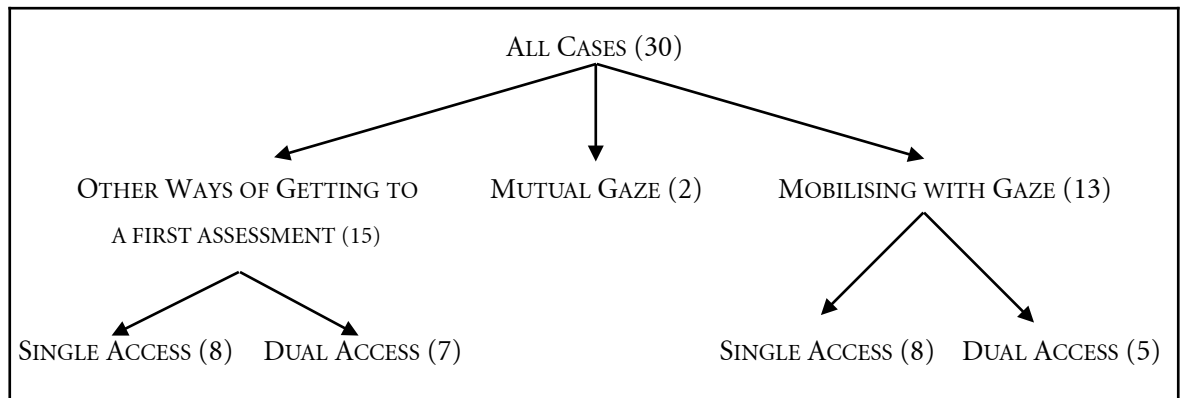 ALL CASES (30)
OTHER WAYS OF GETTING TO
A FIRST ASSESSMENT (15)
MUTUAL GAZE (2)
MOBILISING WITH GAZE (13)
SINGLE ACCESS (8)
DUAL ACCESS (7)
SINGLE ACCESS (8)
DUAL ACCESS (5)